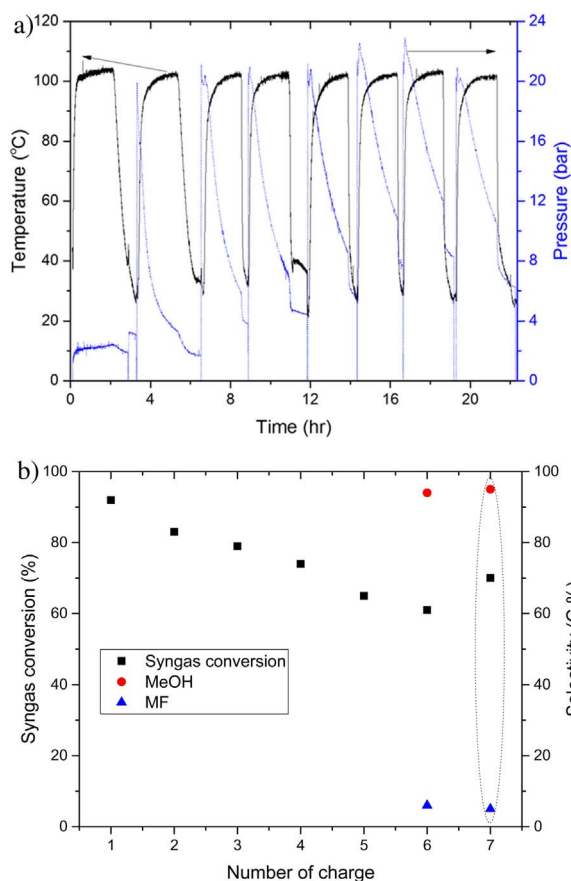 a)
120
100
80
60
40
20
0
Temperature (°C)
24
20
16
12
8
4
0
Pressure (bar)
0 4 8 12 16 20
Time (hr)
b)
100
80
60
40
20
0
Syngas conversion (%)
100
80
60
40
20
0
Syngas conversion
MeOH
MF
1 2 3 4 5 6 7
Number of charge